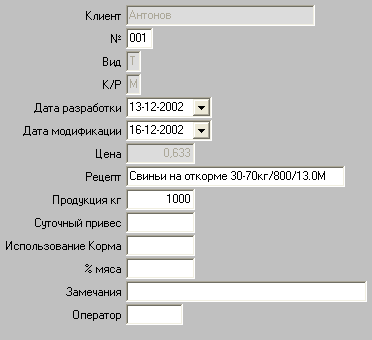 Клиент Антонов
№ 001
Вид Т
К/Р М
Дата разработки 13-12-2002
Дата модификации 16-12-2002
Цена 0,633
Рецепт Свиньи на откорме 30-70кг/800/13.0М
Продукция кг 1000
Суточный привес
Использование Корма
% мяса
Замечания
Оператор